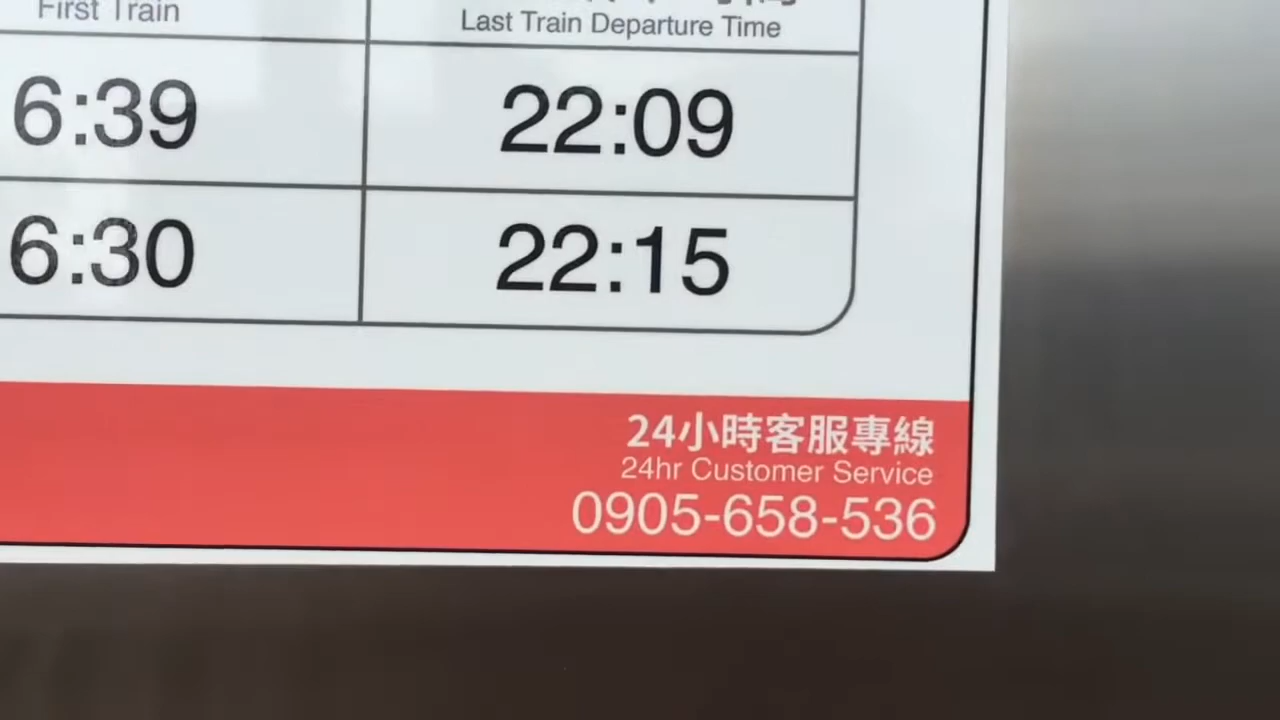 First Train
Last Train Departure Time
6:39
22:09
6:30
22:15
24小時客服專線
24hr Customer Service
0905-658-536